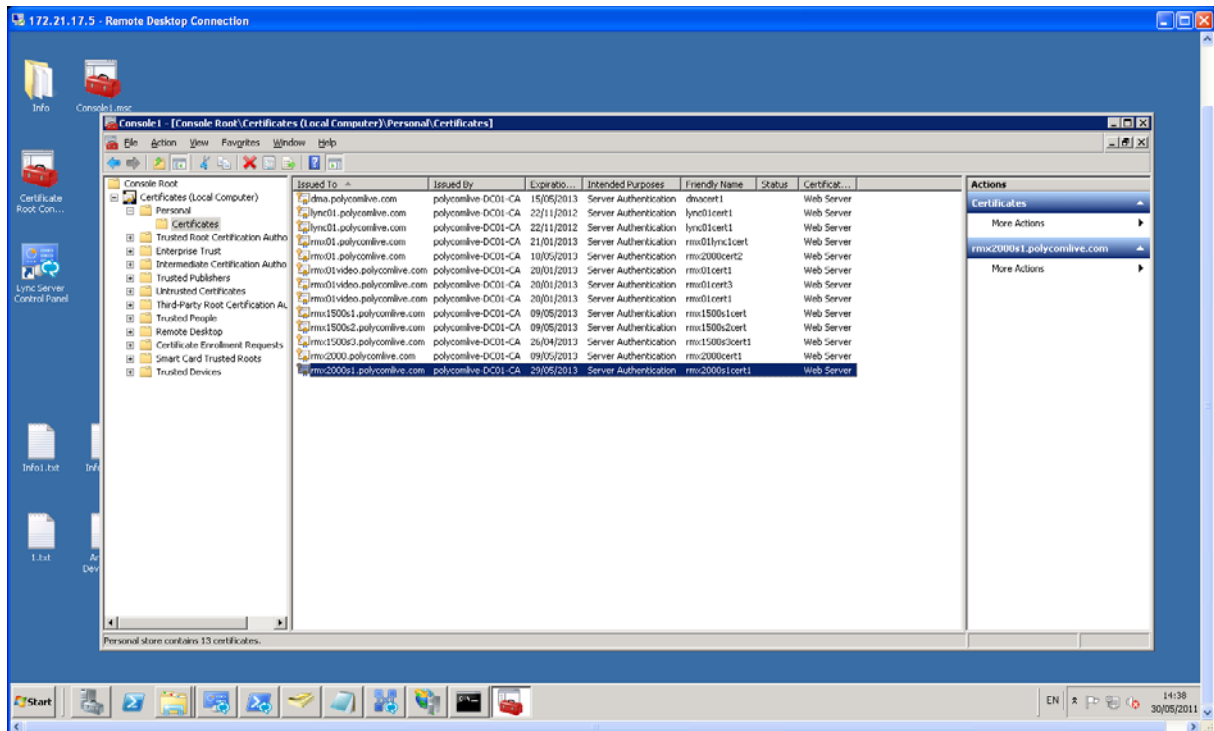 172.21.17.5 - Remote Desktop Connection
Info
Console1.msc
Certificate
Root Con...
Lync Server
Control Panel
Info1.txt
Info
1.txt
Ar
Dev
Console1 - [Console Root\Certificates (Local Computer)\Personal\Certificates]
File Action View Favorites Window Help
Console Root
Certificates (Local Computer)
Personal
Certificates
Trusted Root Certification Autho
Enterprise Trust
Intermediate Certification Autho
Trusted Publishers
Untrusted Certificates
Third-Party Root Certification Au
Trusted People
Remote Desktop
Certificate Enrolment Requests
Smart Card Trusted Roots
Trusted Devices
Issued To Issued By Expiratio... Intended Purposes Friendly Name Status Certificat...
dma.polycomlive.com polycomlive-DC01-CA 15/05/2013 Server Authentication dmacert1 Web Server
lync01.polycomlive.com polycomlive-DC01-CA 22/11/2012 Server Authentication lync01cert1 Web Server
lync01.polycomlive.com polycomlive-DC01-CA 22/11/2012 Server Authentication lync01cert1 Web Server
rmx01.polycomlive.com polycomlive-DC01-CA 21/01/2013 Server Authentication rmx01lync1cert Web Server
rmx01.polycomlive.com polycomlive-DC01-CA 10/05/2013 Server Authentication rmx2000cert2 Web Server
rmx01video.polycomlive.com polycomlive-DC01-CA 20/01/2013 Server Authentication rmx01cert1 Web Server
rmx01video.polycomlive.com polycomlive-DC01-CA 20/01/2013 Server Authentication rmx01cert3 Web Server
rmx01video.polycomlive.com polycomlive-DC01-CA 20/01/2013 Server Authentication rmx01cert1 Web Server
rmx1500s1.polycomlive.com polycomlive-DC01-CA 09/05/2013 Server Authentication rmx1500s1cert Web Server
rmx1500s2.polycomlive.com polycomlive-DC01-CA 09/05/2013 Server Authentication rmx1500s2cert Web Server
rmx1500s3.polycomlive.com polycomlive-DC01-CA 26/04/2013 Server Authentication rmx1500s3cert1 Web Server
rmx2000.polycomlive.com polycomlive-DC01-CA 09/05/2013 Server Authentication rmx2000cert1 Web Server
rmx2000s1.polycomlive.com polycomlive-DC01-CA 29/05/2013 Server Authentication rmx2000s1cert1 Web Server
Actions
Certificates
More Actions
rmx2000s1.polycomlive.com
More Actions
Personal store contains 13 certificates.
Start
EN
14:38
30/05/2011